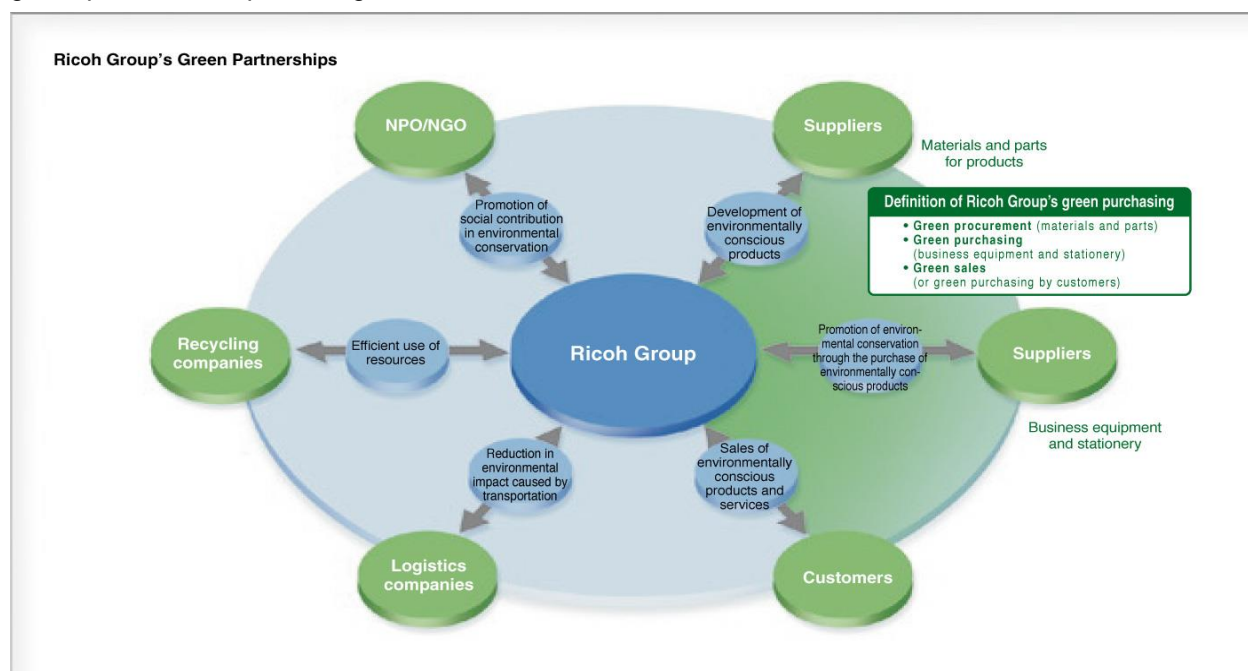 Ricoh Group's Green Partnerships
NPO/NGO
Suppliers
Materials and parts
for products
Promotion of
social contribution
in environmental
conservation
Development of
environmentally
conscious
products
Definition of Ricoh Group's green purchasing
• Green procurement (materials and parts)
• Green purchasing
(business equipment and stationery)
• Green sales
(or green purchasing by customers)
Recycling
companies
Efficient use of
resources
Ricoh Group
Promotion of environ-
mental conservation
through the purchase of
environmentally con-
scious products
Suppliers
Business equipment
and stationery
Reduction in
environmental
impact caused by
transportation
Sales of
environmentally
conscious
products and
services
Logistics
companies
Customers